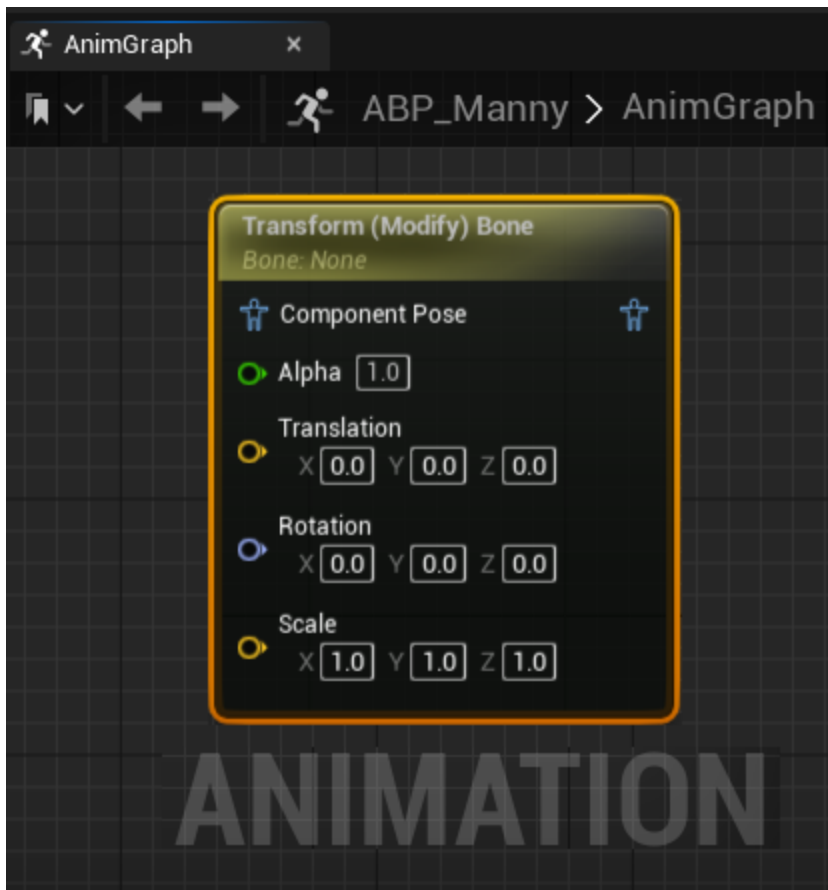 AnimGraph
ABP_Manny > AnimGraph
Transform (Modify) Bone
Bone: None
Component Pose
Alpha 1.0
Translation
X 0.0 Y 0.0 Z 0.0
Rotation
X 0.0 Y 0.0 Z 0.0
Scale
X 1.0 Y 1.0 Z 1.0
ANIMATION